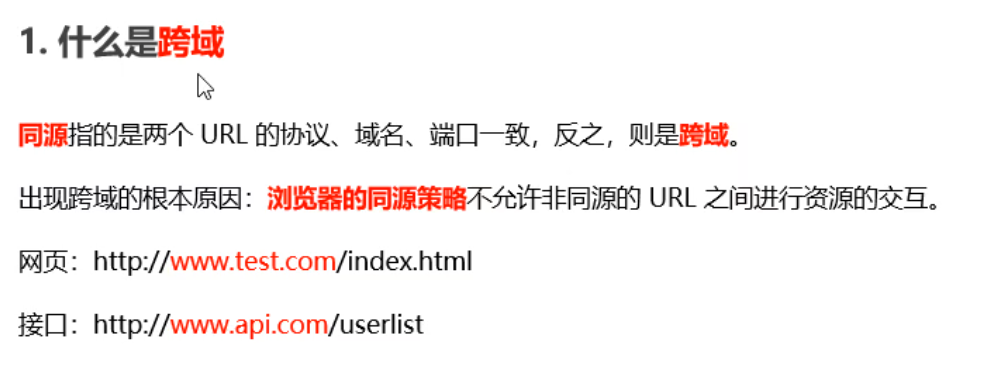 1. 什么是跨域
同源指的是两个 URL 的协议、域名、端口一致，反之，则是跨域。
出现跨域的根本原因：浏览器的同源策略不允许非同源的 URL 之间进行资源的交互。
网页：http://www.test.com/index.html
接口：http://www.api.com/userlist